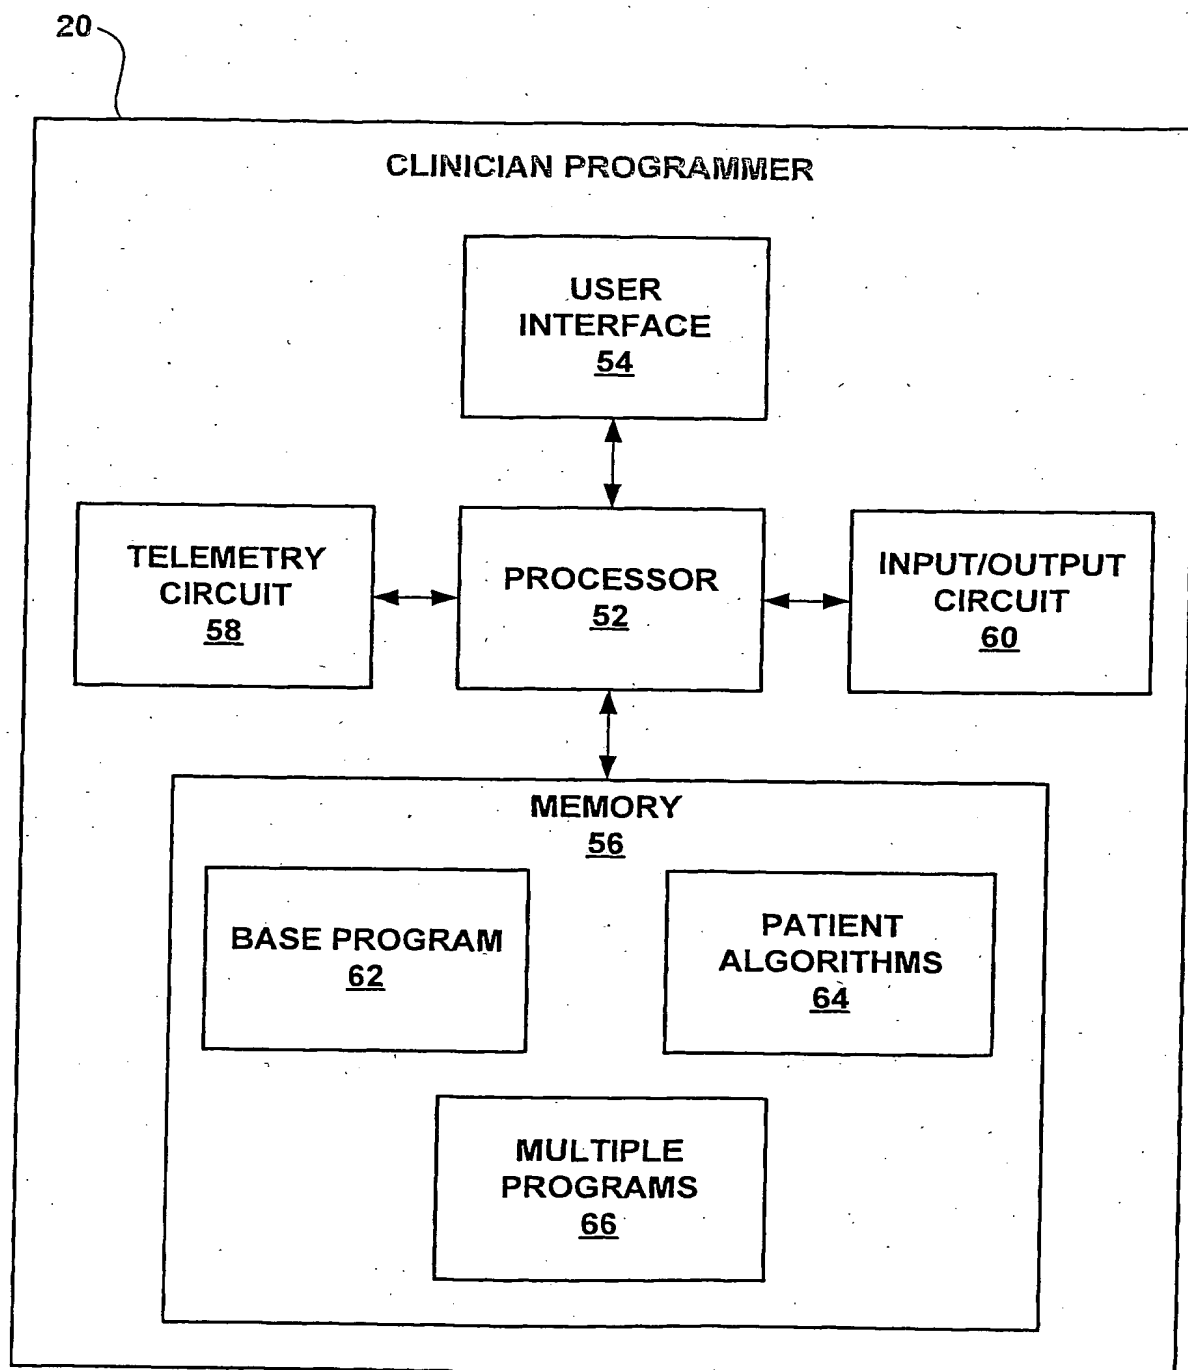 20
CLINICIAN PROGRAMMER
USER
INTERFACE
54
TELEMETRY
CIRCUIT
58
PROCESSOR
52
INPUT/OUTPUT
CIRCUIT
60
MEMORY
56
BASE PROGRAM
62
PATIENT
ALGORITHMS
64
MULTIPLE
PROGRAMS
66